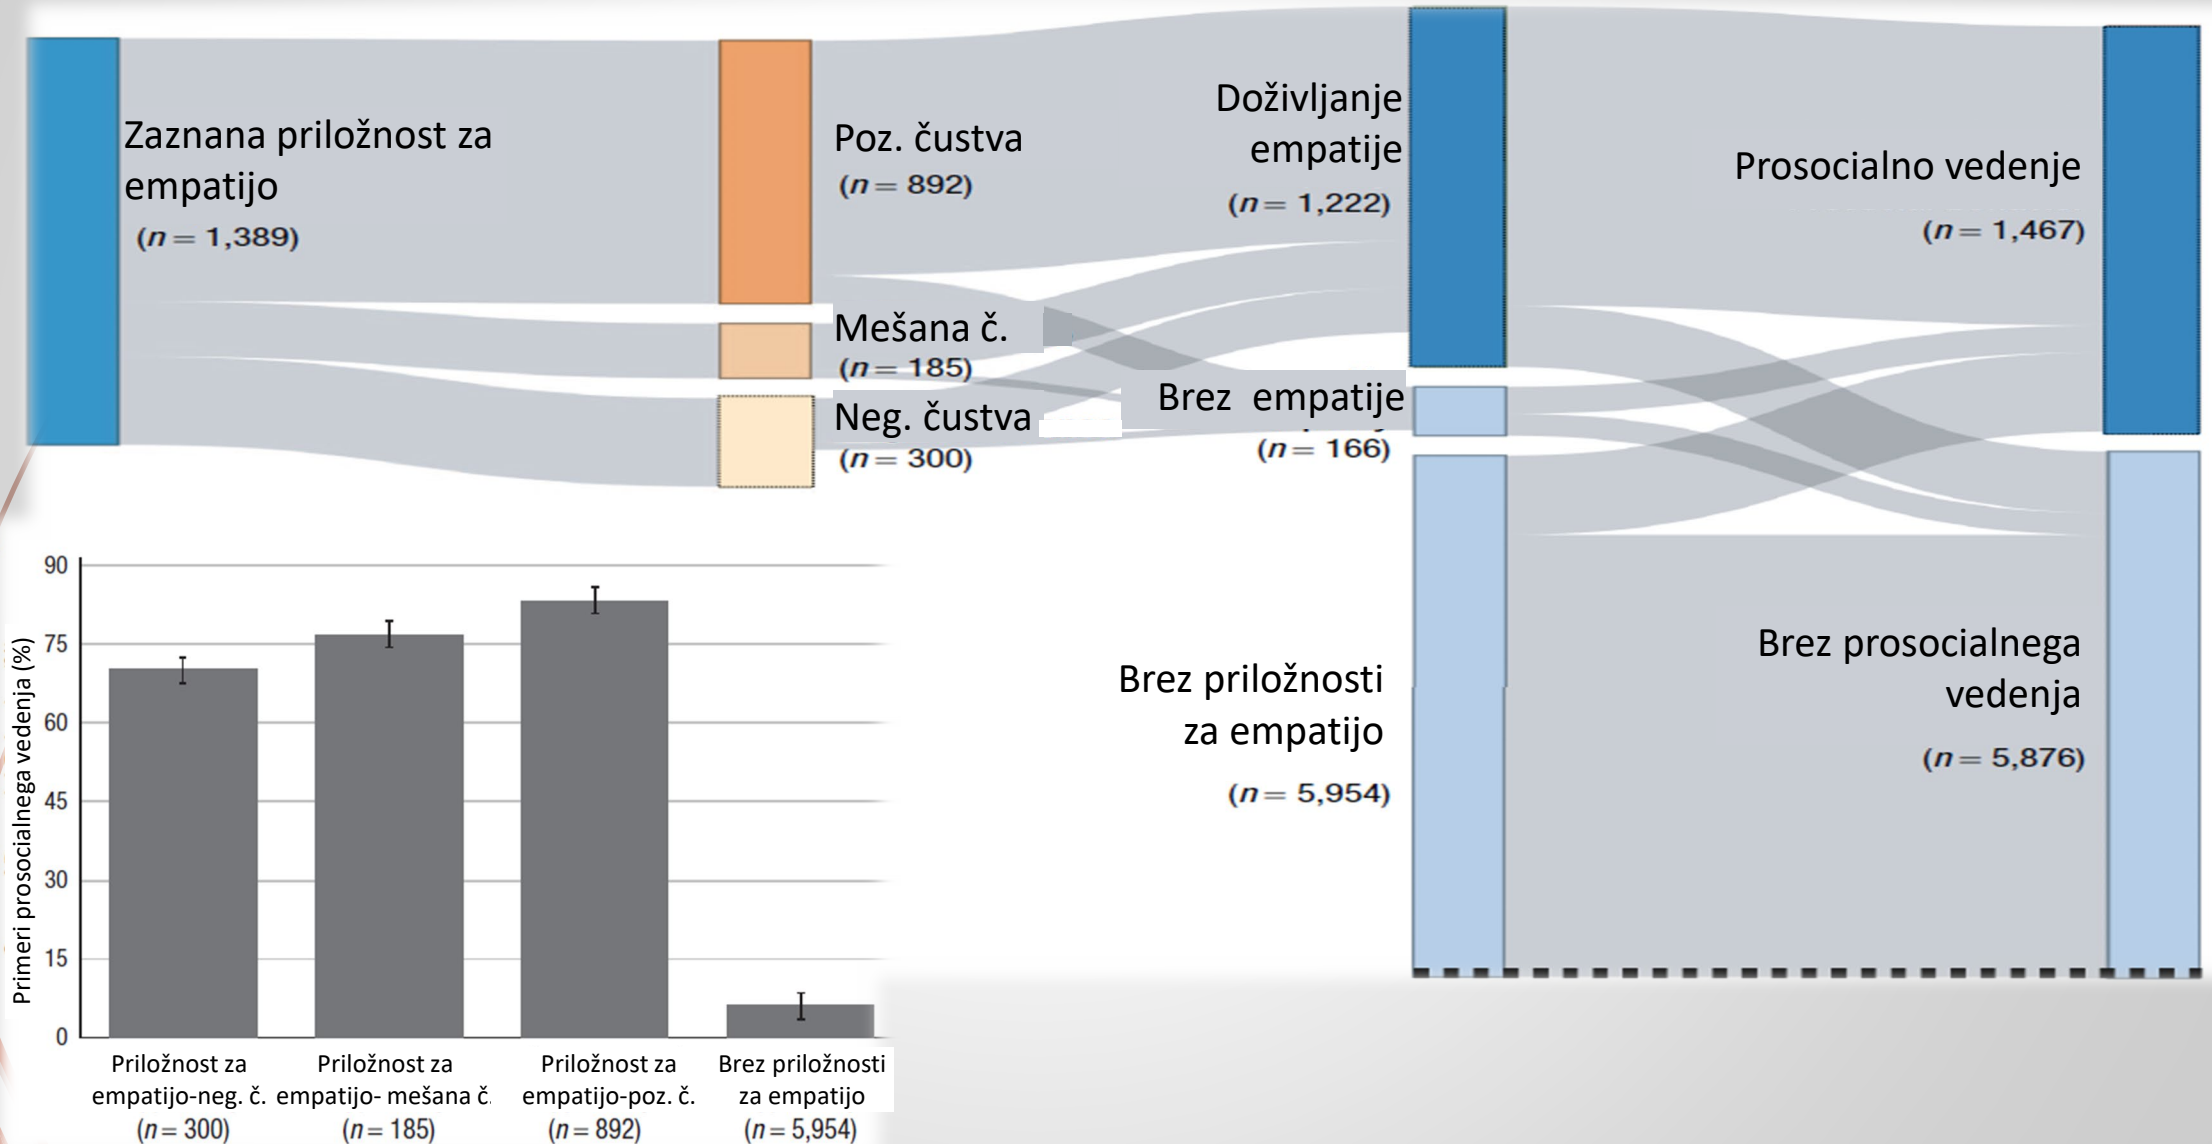 Zaznana priložnost za
empatijo
(n = 1,389)
Poz. čustva
(n = 892)
Mešana č.
(n = 185)
Neg. čustva
(n = 300)
Doživljanje
empatije
(n = 1,222)
Brez empatije
(n = 166)
Brez priložnosti
za empatijo
(n = 5,954)
Prosocialno vedenje
(n = 1,467)
Brez prosocialnega
vedenja
(n = 5,876)
Primeri prosocialnega vedenja (%)
90
75
60
45
30
15
0
Priložnost za
empatijo-neg. č.
(n = 300)
Priložnost za
empatijo- mešana č.
(n = 185)
Priložnost za
empatijo-poz. č.
(n = 892)
Brez priložnosti
za empatijo
(n = 5,954)